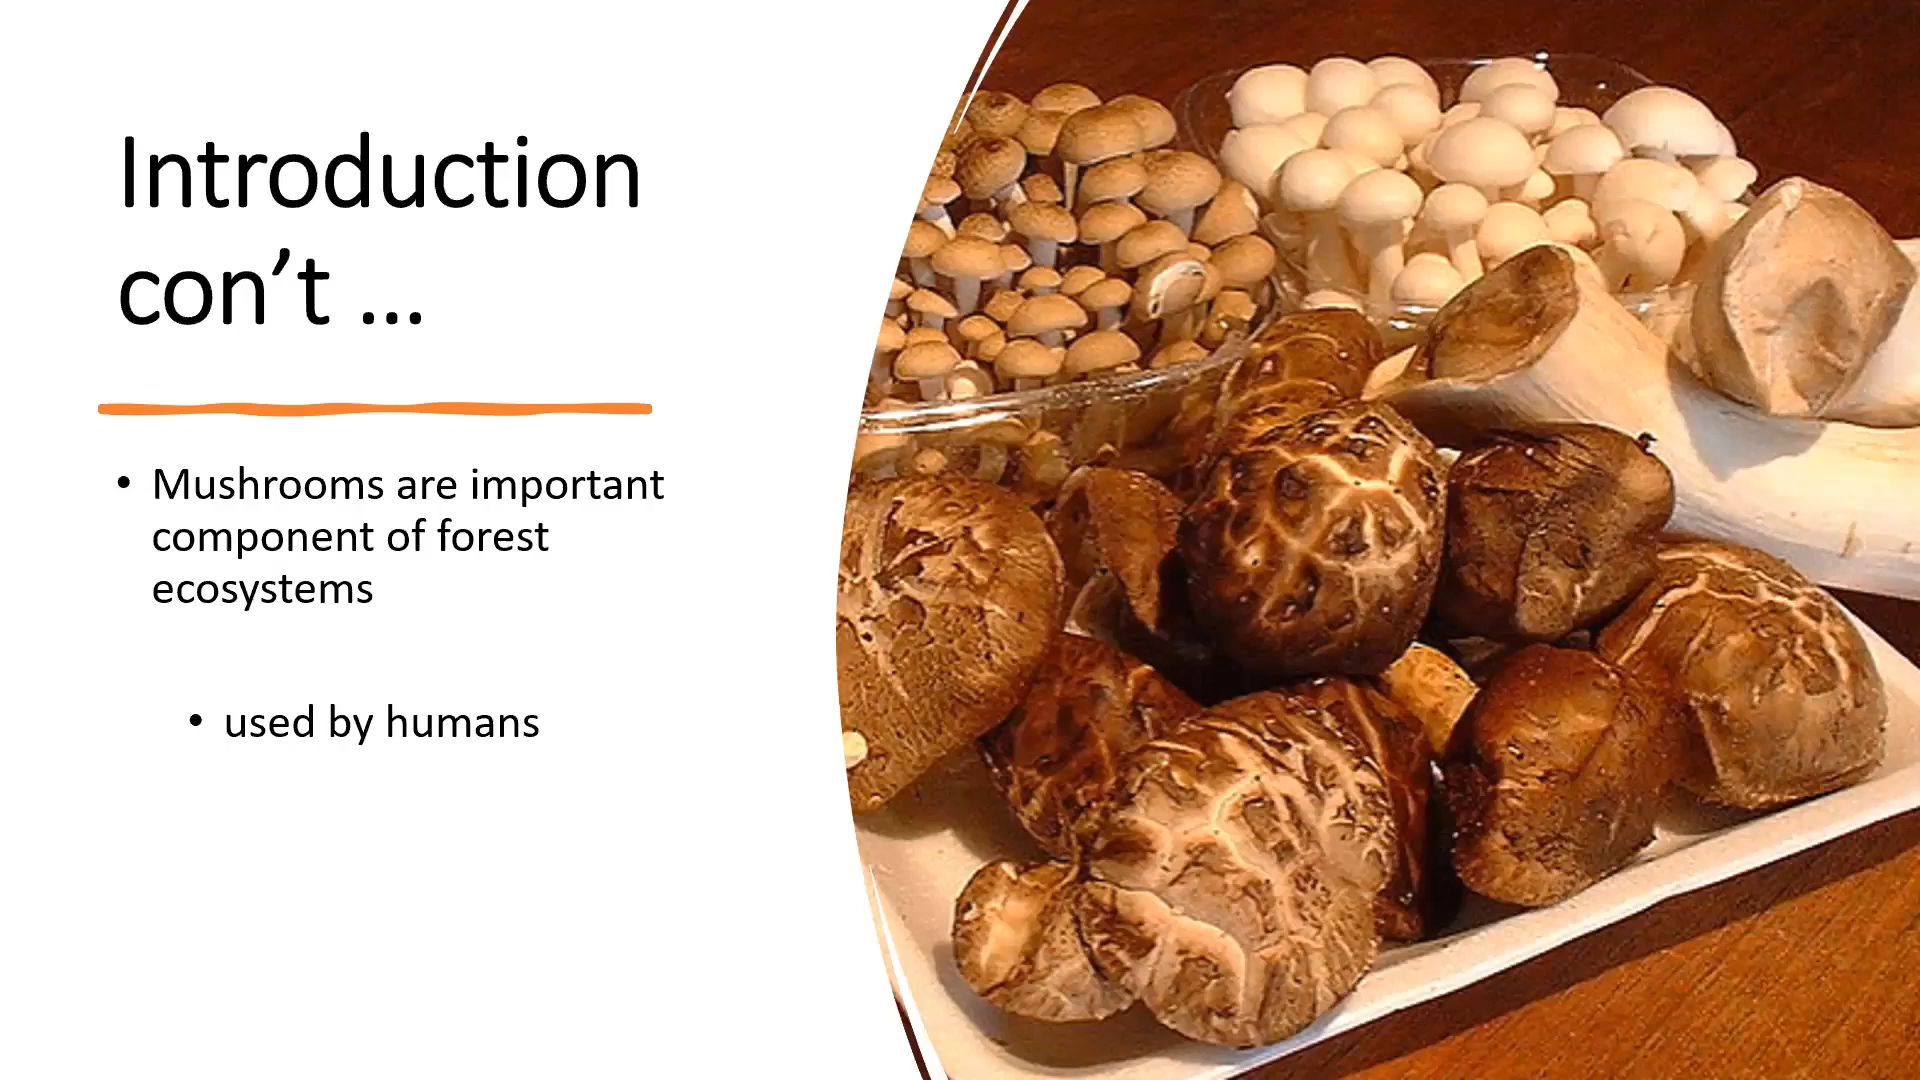 Introduction
con’t ...
• Mushrooms are important
component of forest
ecosystems
• used by humans